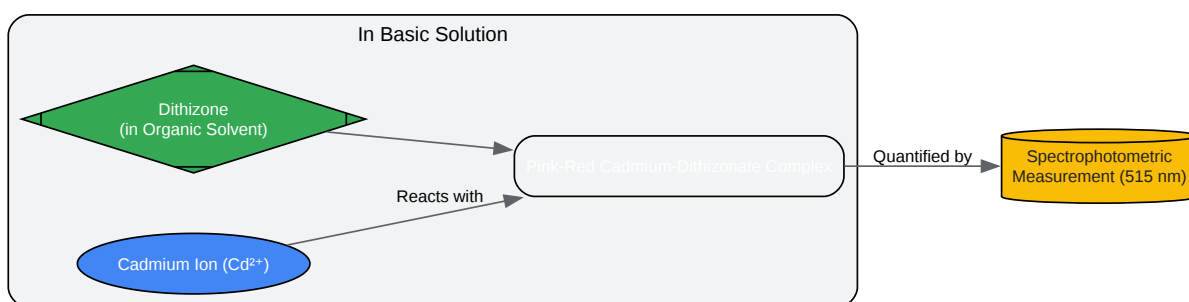 In Basic Solution
Dithizone
(in Organic Solvent)
Pink-Red Cadmium-Dithizonate Complex
Quantified by
Spectrophotometric
Measurement (515 nm)
Reacts with
Cadmium Ion (Cd²⁺)